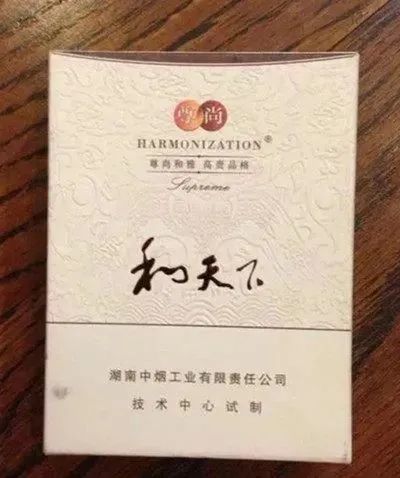 尊尚
HARMONIZATION®
尊尚和雅 高贵品格
Supreme
和天下
湖南中烟工业有限责任公司
技术中心试制